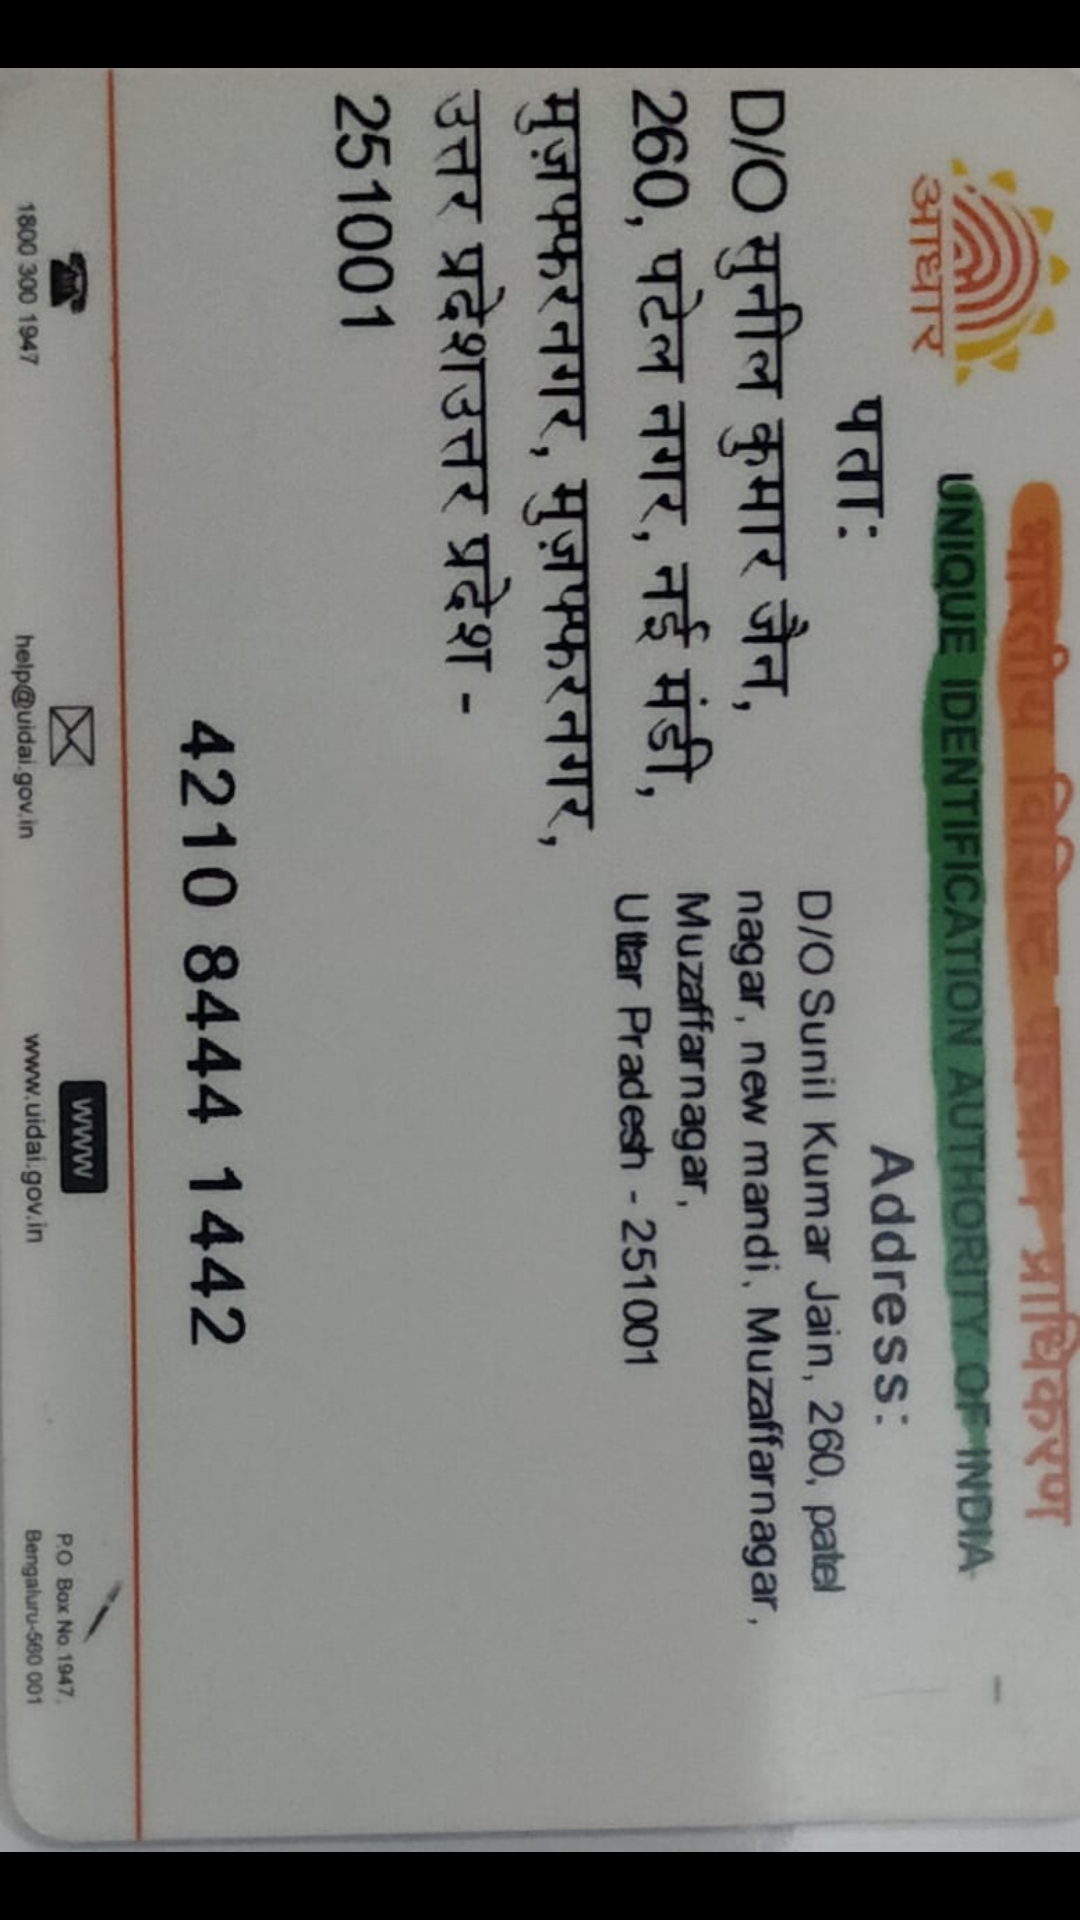 आधार
भारतीय विशिष्ट पहचान प्राधिकरण
UNIQUE IDENTIFICATION AUTHORITY OF INDIA
पता:
D/O सुनील कुमार जैन,
260, पटेल नगर, नई मंडी,
मुज़फ्फरनगर, मुज़फ्फरनगर,
उत्तर प्रदेशउत्तर प्रदेश -
251001
Address:
D/O Sunil Kumar Jain, 260, patel
nagar, new mandi, Muzaffarnagar,
Muzaffarnagar,
Uttar Pradesh - 251001
4210 8444 1442
1800 300 1947
help@uidai.gov.in
www
www.uidai.gov.in
P.O Box No.1947,
Bengaluru-560 001